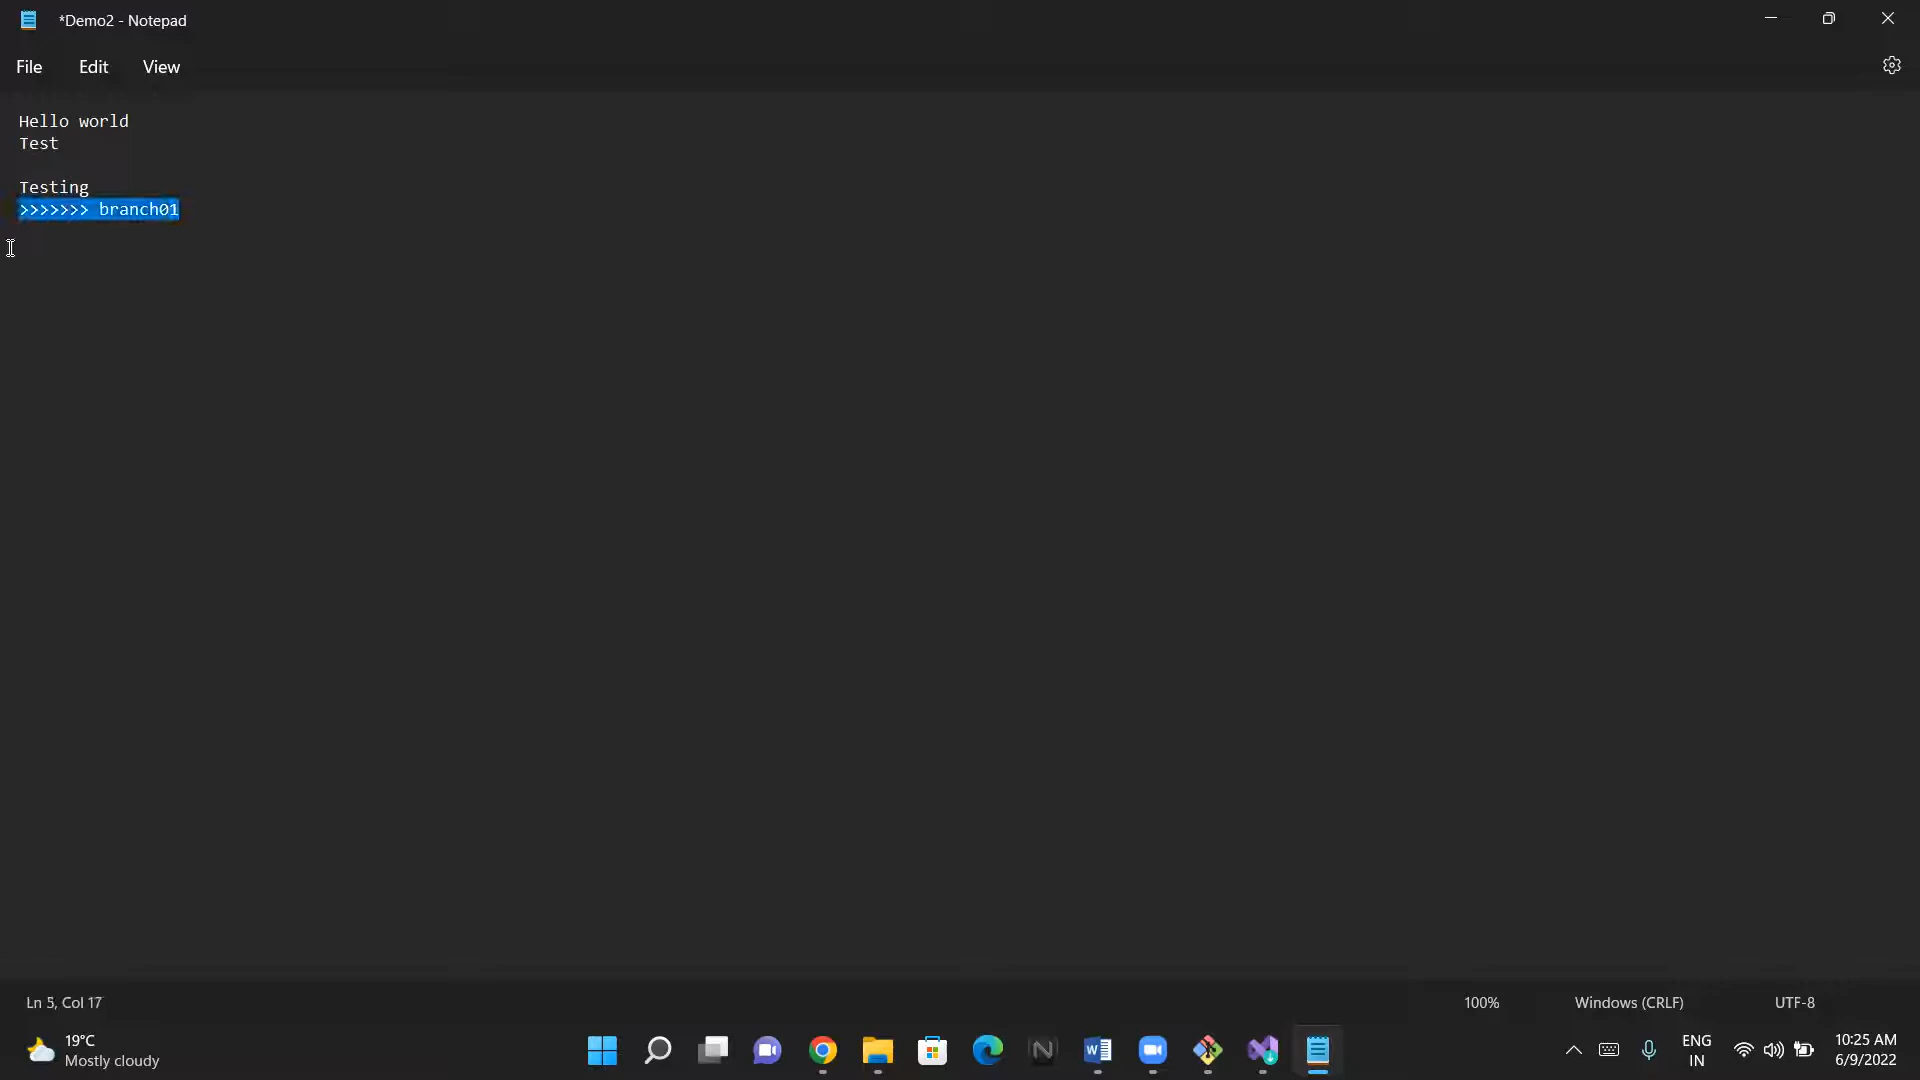 *Demo2 - Notepad
File Edit View
Hello world
Test
Testing
>>>>>>> branch01
Ln 5, Col 17 100% Windows (CRLF) UTF-8
19°C
Mostly cloudy
ENG
IN
10:25 AM
6/9/2022